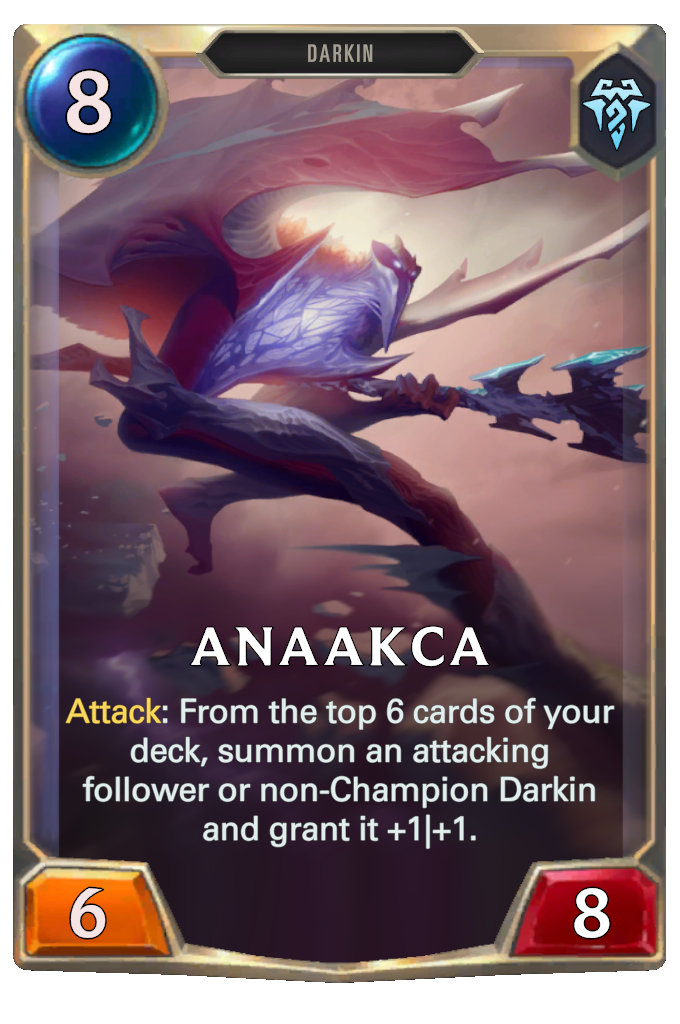 DARKIN
8
ANAAKCA
Attack: From the top 6 cards of your
deck, summon an attacking
follower or non-Champion Darkin
and grant it +1|+1.
6
8